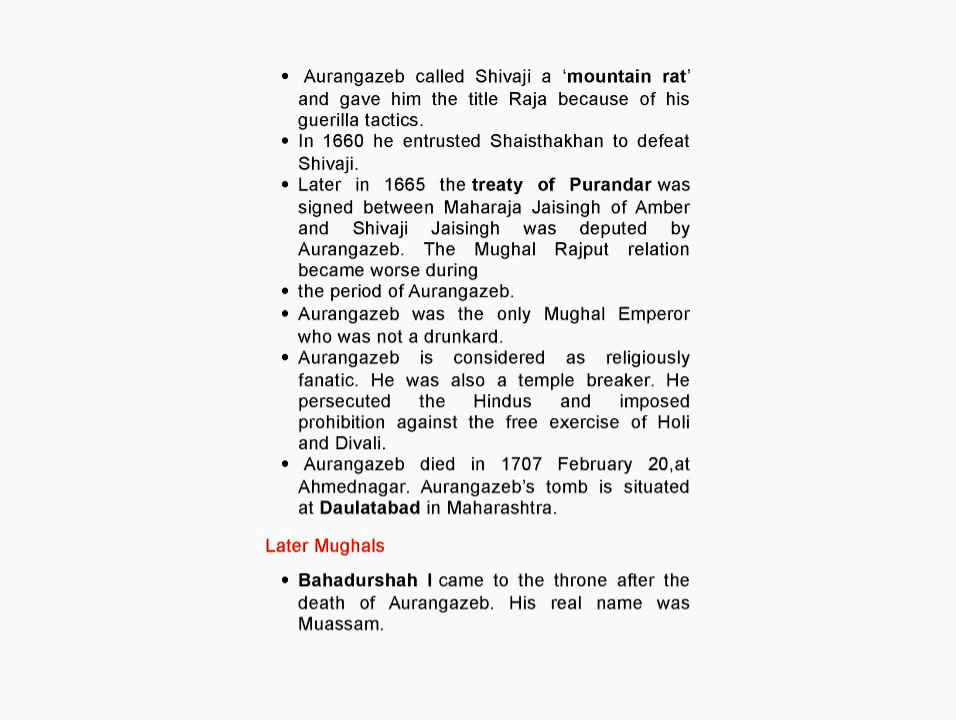 • Aurangazeb called Shivaji a ‘mountain rat’
and gave him the title Raja because of his
guerilla tactics.
• In 1660 he entrusted Shaisthakhan to defeat
Shivaji.
• Later in 1665 the treaty of Purandar was
signed between Maharaja Jaisingh of Amber
and Shivaji Jaisingh was deputed by
Aurangazeb. The Mughal Rajput relation
became worse during
• the period of Aurangazeb.
• Aurangazeb was the only Mughal Emperor
who was not a drunkard.
• Aurangazeb is considered as religiously
fanatic. He was also a temple breaker. He
persecuted the Hindus and imposed
prohibition against the free exercise of Holi
and Divali.
• Aurangazeb died in 1707 February 20,at
Ahmednagar. Aurangazeb’s tomb is situated
at Daulatabad in Maharashtra.
Later Mughals
• Bahadurshah I came to the throne after the
death of Aurangazeb. His real name was
Muassam.